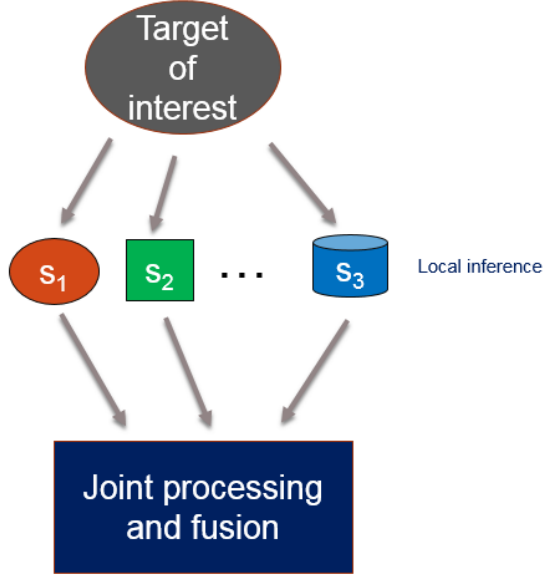 Target
of
interest
s₁ s₂ ... s₃ Local inference
Joint processing
and fusion